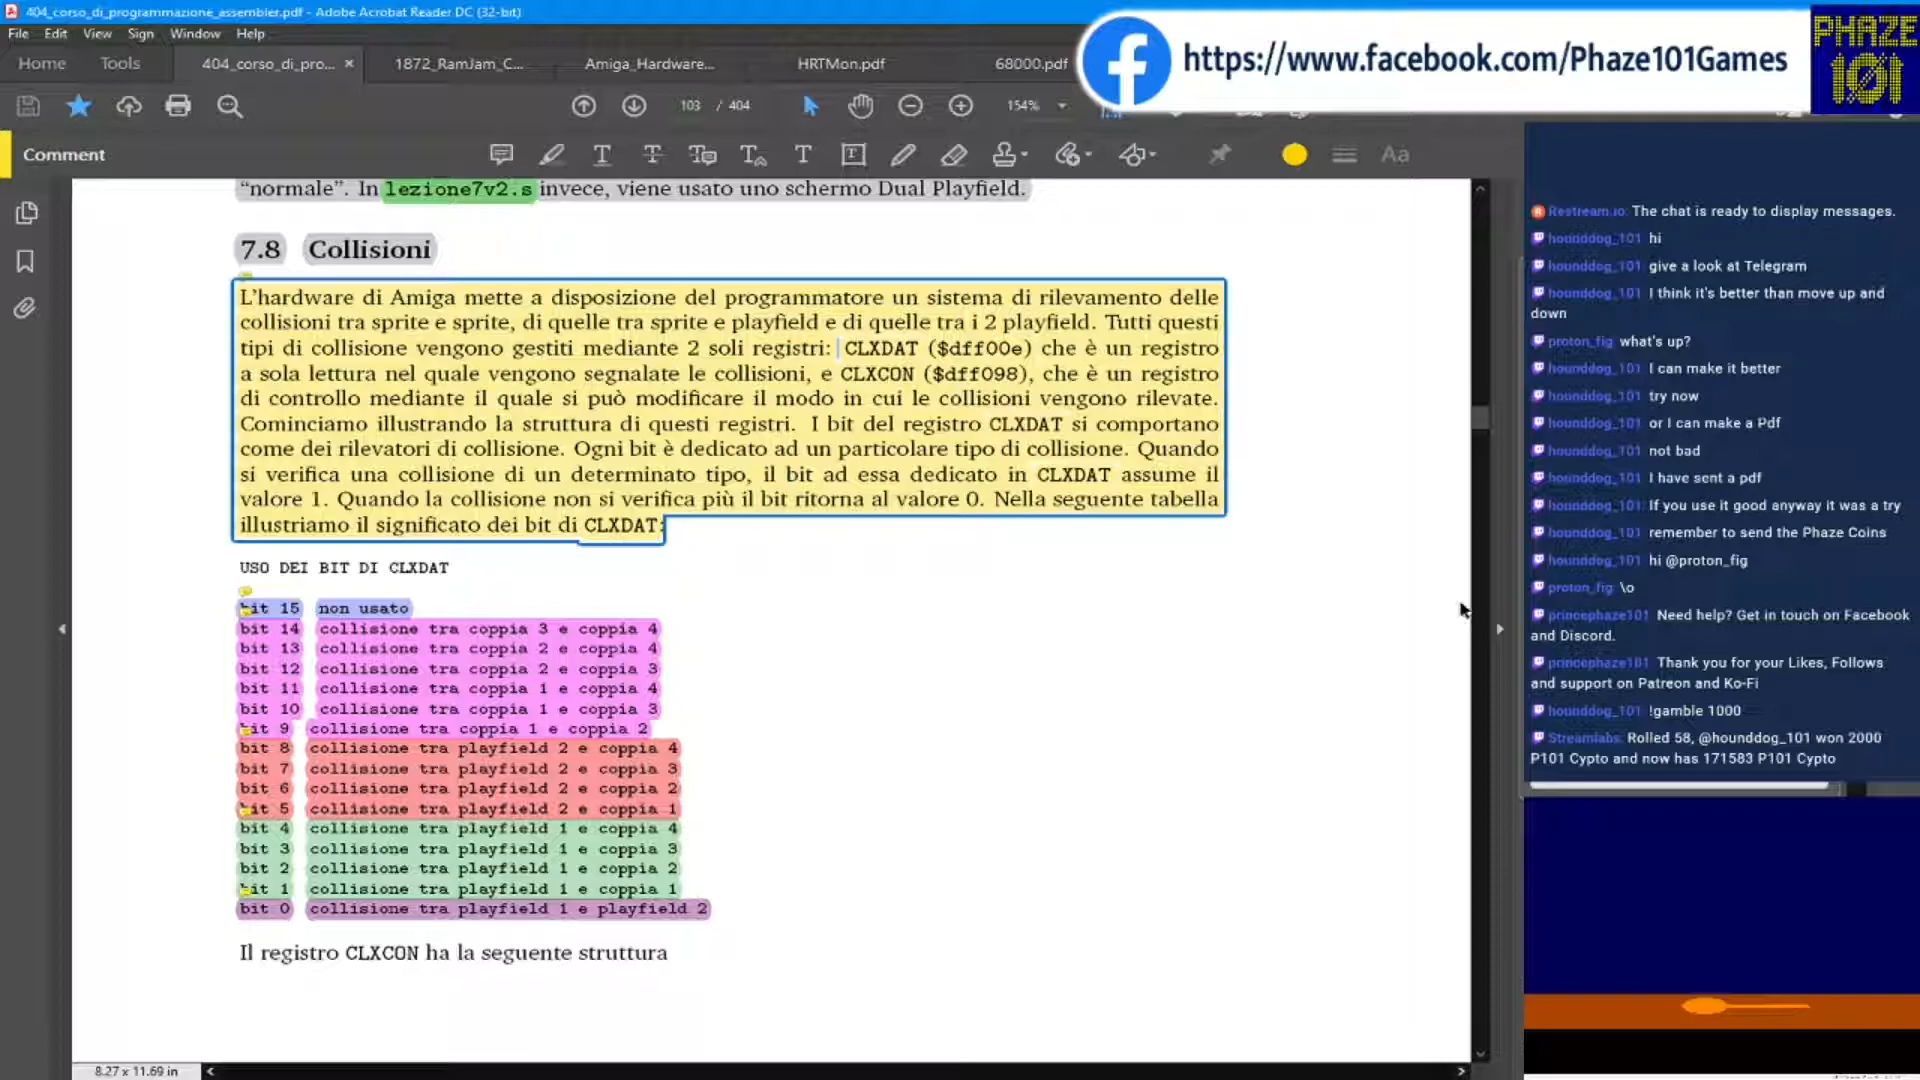 404_corso_di_programmazione_assembler.pdf - Adobe Acrobat Reader DC (32-bit)
File Edit View Sign Window Help
Home Tools 404_corso_di_pro... × 1872_RamJam_C... Amiga_Hardware... HRTMon.pdf 68000.pdf
https://www.facebook.com/Phaze101Games
PHAZE
101
103 / 404 154%
Comment
"normale". In lezione7v2.s invece, viene usato uno schermo Dual Playfield.
7.8 Collisioni
L'hardware di Amiga mette a disposizione del programmatore un sistema di rilevamento delle
collisioni tra sprite e sprite, di quelle tra sprite e playfield e di quelle tra i 2 playfield. Tutti questi
tipi di collisione vengono gestiti mediante 2 soli registri: CLXDAT ($dff00e) che è un registro
a sola lettura nel quale vengono segnalate le collisioni, e CLXCON ($dff098), che è un registro
di controllo mediante il quale si può modificare il modo in cui le collisioni vengono rilevate.
Cominciamo illustrando la struttura di questi registri. I bit del registro CLXDAT si comportano
come dei rilevatori di collisione. Ogni bit è dedicato ad un particolare tipo di collisione. Quando
si verifica una collisione di un determinato tipo, il bit ad essa dedicato in CLXDAT assume il
valore 1. Quando la collisione non si verifica più il bit ritorna al valore 0. Nella seguente tabella
illustriamo il significato dei bit di CLXDAT:
USO DEI BIT DI CLXDAT
bit 15 non usato
bit 14 collisione tra coppia 3 e coppia 4
bit 13 collisione tra coppia 2 e coppia 4
bit 12 collisione tra coppia 2 e coppia 3
bit 11 collisione tra coppia 1 e coppia 4
bit 10 collisione tra coppia 1 e coppia 3
bit 9 collisione tra coppia 1 e coppia 2
bit 8 collisione tra playfield 2 e coppia 4
bit 7 collisione tra playfield 2 e coppia 3
bit 6 collisione tra playfield 2 e coppia 2
bit 5 collisione tra playfield 2 e coppia 1
bit 4 collisione tra playfield 1 e coppia 4
bit 3 collisione tra playfield 1 e coppia 3
bit 2 collisione tra playfield 1 e coppia 2
bit 1 collisione tra playfield 1 e coppia 1
bit 0 collisione tra playfield 1 e playfield 2
Il registro CLXCON ha la seguente struttura
8.27 x 11.69 in
Restream.io: The chat is ready to display messages.
hounddog_101 hi
hounddog_101 give a look at Telegram
hounddog_101 I think it's better than move up and
down
proton_fig what's up?
hounddog_101 I can make it better
hounddog_101 try now
hounddog_101 or I can make a Pdf
hounddog_101 not bad
hounddog_101 I have sent a pdf
hounddog_101 If you use it good anyway it was a try
hounddog_101 remember to send the Phaze Coins
hounddog_101 hi @proton_fig
proton_fig \o
princephaze101 Need help? Get in touch on Facebook
and Discord.
princephaze101 Thank you for your Likes, Follows
and support on Patreon and Ko-Fi
hounddog_101 !gamble 1000
Streamlabs: Rolled 58, @hounddog_101 won 2000
P101 Cypto and now has 171583 P101 Cypto